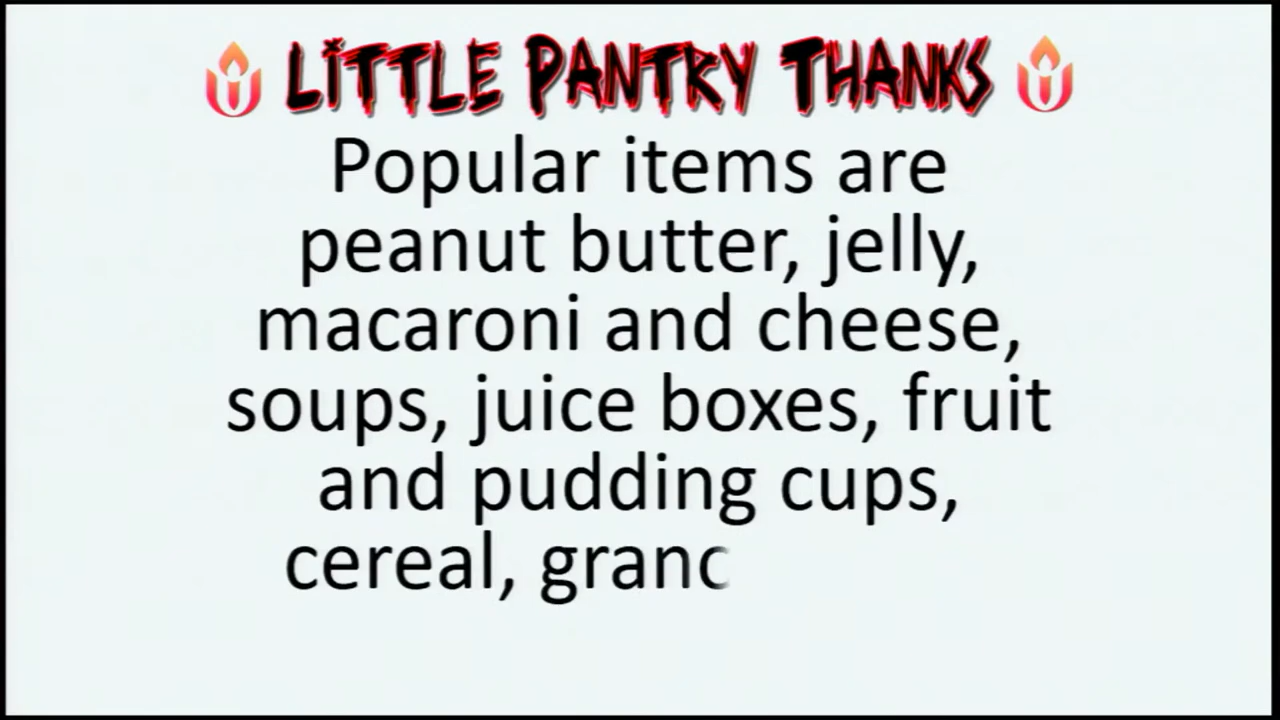 LiTTLE PANTRY THANKS
Popular items are
peanut butter, jelly,
macaroni and cheese,
soups, juice boxes, fruit
and pudding cups,
cereal,